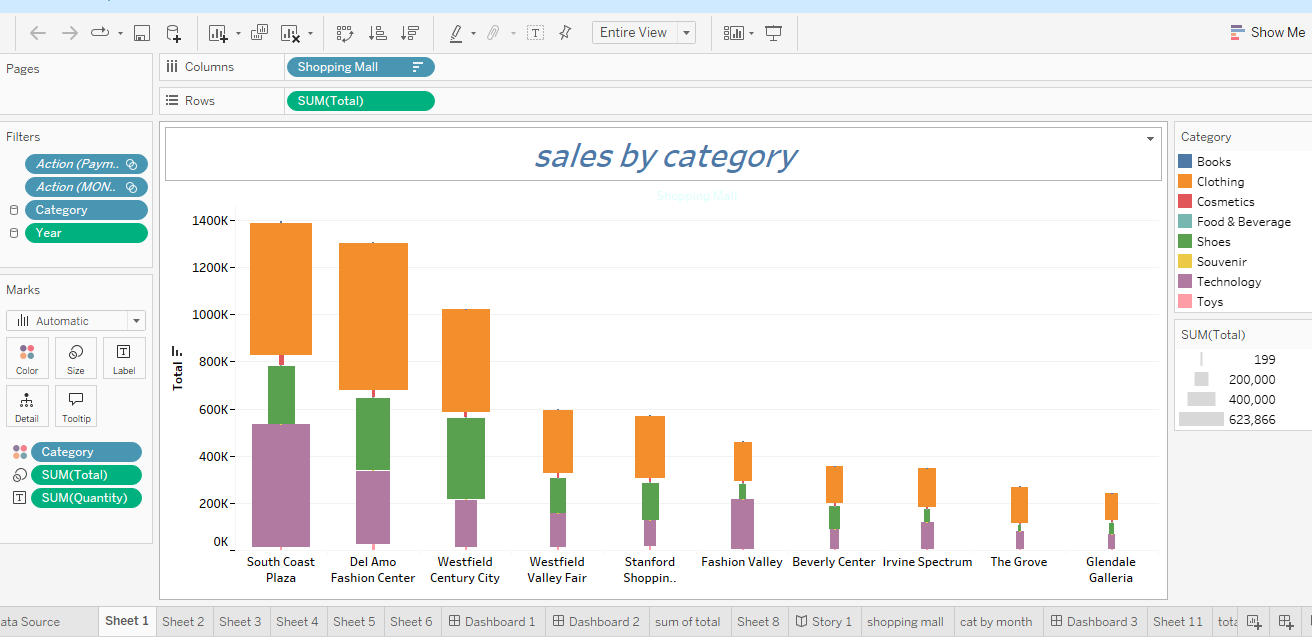 Entire View
Show Me
Pages
Columns
Shopping Mall
Rows
SUM(Total)
Filters
Action (Paym..
Action (MON..
Category
Year
Marks
Automatic
Color
Size
Label
Detail
Tooltip
Category
SUM(Total)
SUM(Quantity)
sales by category
Shopping Mall
Total
1400K
1200K
1000K
800K
600K
400K
200K
0K
South Coast
Plaza
Del Amo
Fashion Center
Westfield
Century City
Westfield
Valley Fair
Stanford
Shoppin..
Fashion Valley
Beverly Center
Irvine Spectrum
The Grove
Glendale
Galleria
Category
Books
Clothing
Cosmetics
Food & Beverage
Shoes
Souvenir
Technology
Toys
SUM(Total)
199
200,000
400,000
623,866
ata Source
Sheet 1
Sheet 2
Sheet 3
Sheet 4
Sheet 5
Sheet 6
Dashboard 1
Dashboard 2
sum of total
Sheet 8
Story 1
shopping mall
cat by month
Dashboard 3
Sheet 11
tota